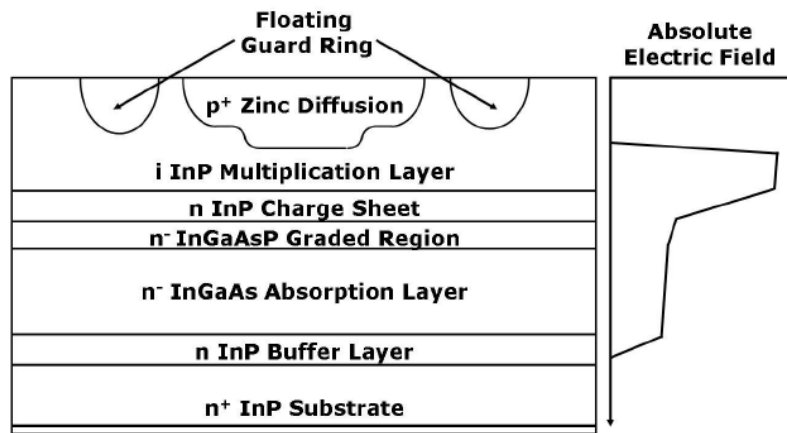 Floating
Guard Ring
Absolute
Electric Field
p⁺ Zinc Diffusion
i InP Multiplication Layer
n InP Charge Sheet
n⁻ InGaAsP Graded Region
n⁻ InGaAs Absorption Layer
n InP Buffer Layer
n⁺ InP Substrate